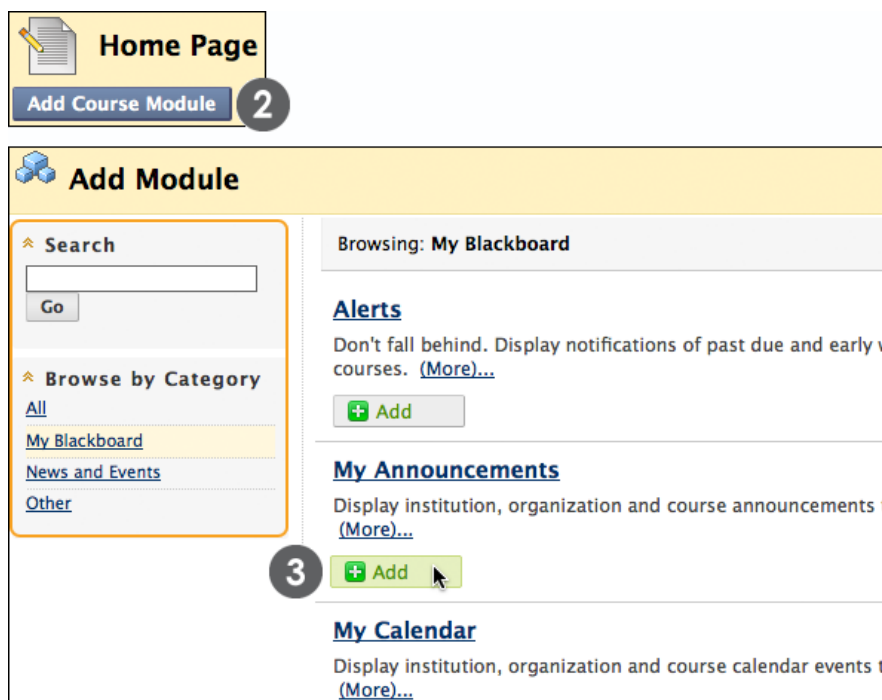 Home Page
Add Course Module
2
Add Module
Search
Go
Browse by Category
All
My Blackboard
News and Events
Other
Browsing: My Blackboard
Alerts
Don't fall behind. Display notifications of past due and early
courses. (More)...
Add
My Announcements
Display institution, organization and course announcements
(More)...
3
Add
My Calendar
Display institution, organization and course calendar events
(More)...